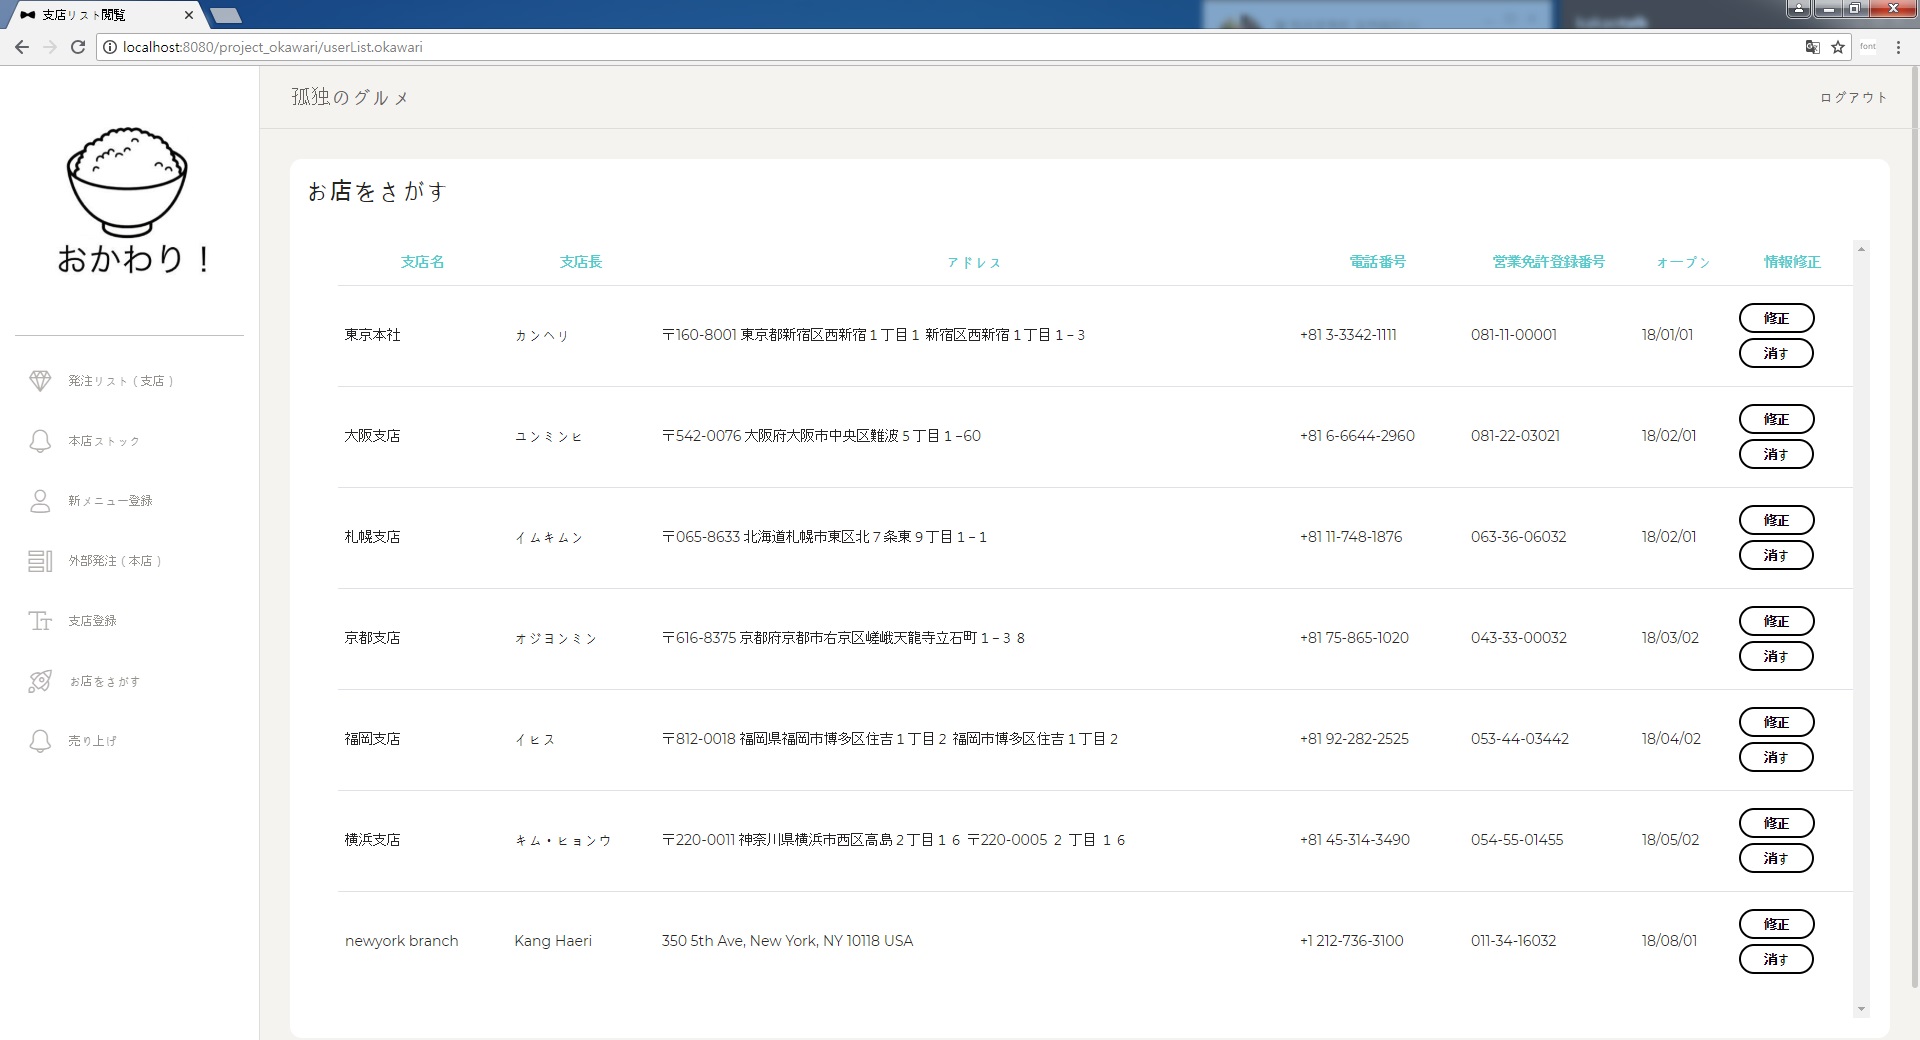 支店リスト閲覧
localhost:8080/project_okawari/userList.okawari
font
おかわり！
孤独のグルメ
ログアウト
発注リスト ( 支店 )
本店ストック
新メニュー登録
外部発注 ( 本店 )
支店登録
お店をさがす
売り上げ
お店をさがす
支店名 支店長 アドレス 電話番号 営業免許登録番号 オープン 情報修正
東京本社 カンヘリ 〒160-8001 東京都新宿区西新宿１丁目１ 新宿区西新宿１丁目１−３ +81 3-3342-1111 081-11-00001 18/01/01 修正
消す
大阪支店 ユンミンヒ 〒542-0076 大阪府大阪市中央区難波５丁目１−60 +81 6-6644-2960 081-22-03021 18/02/01 修正
消す
札幌支店 イムキムン 〒065-8633 北海道札幌市東区北７条東９丁目１−１ +81 11-748-1876 063-36-06032 18/02/01 修正
消す
京都支店 オジヨンミン 〒616-8375 京都府京都市右京区嵯峨天龍寺立石町１−３８ +81 75-865-1020 043-33-00032 18/03/02 修正
消す
福岡支店 イヒス 〒812-0018 福岡県福岡市博多区住吉１丁目２ 福岡市博多区住吉１丁目２ +81 92-282-2525 053-44-03442 18/04/02 修正
消す
横浜支店 キム・ヒョンウ 〒220-0011 神奈川県横浜市西区高島２丁目１６ 〒220-0005 ２ 丁目 １６ +81 45-314-3490 054-55-01455 18/05/02 修正
消す
newyork branch Kang Haeri 350 5th Ave, New York, NY 10118 USA +1 212-736-3100 011-34-16032 18/08/01 修正
消す